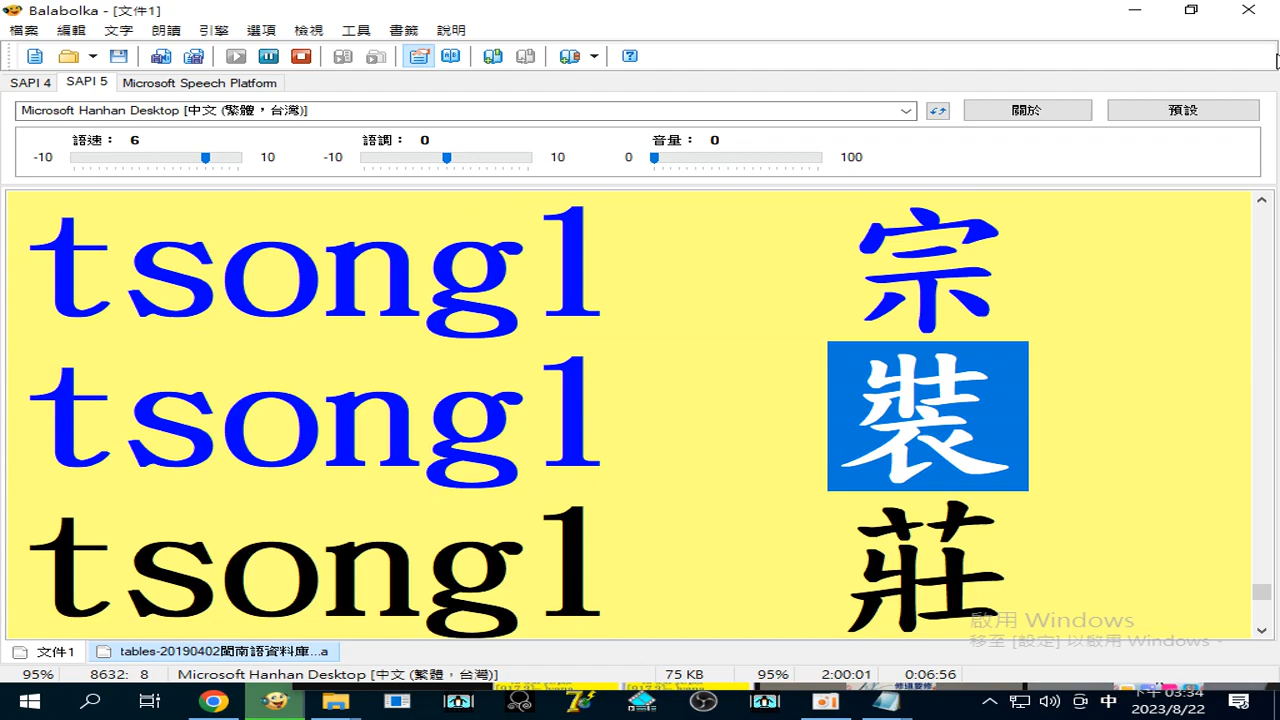 Balabolka - [文件1]
檔案 編輯 文字 朗讀 引擎 選項 檢視 工具 書籤 說明
SAPI 4 SAPI 5 Microsoft Speech Platform
Microsoft Hanhan Desktop [中文 (繁體，台灣)] 關於 預設
語速： 6 語調： 0 音量： 0
-10 10 -10 10 0 100
tsong1 宗
tsong1 裝
tsong1 莊
啟用 Windows
移至 [設定] 以啟用 Windows。
文件1 tables-20190402閩南語資料庫...a
95% 8632: 8 Microsoft Hanhan Desktop [中文 (繁體，台灣)] 75 KB 95% 2:00:01 0:06:56
中 下午 03:34
2023/8/22